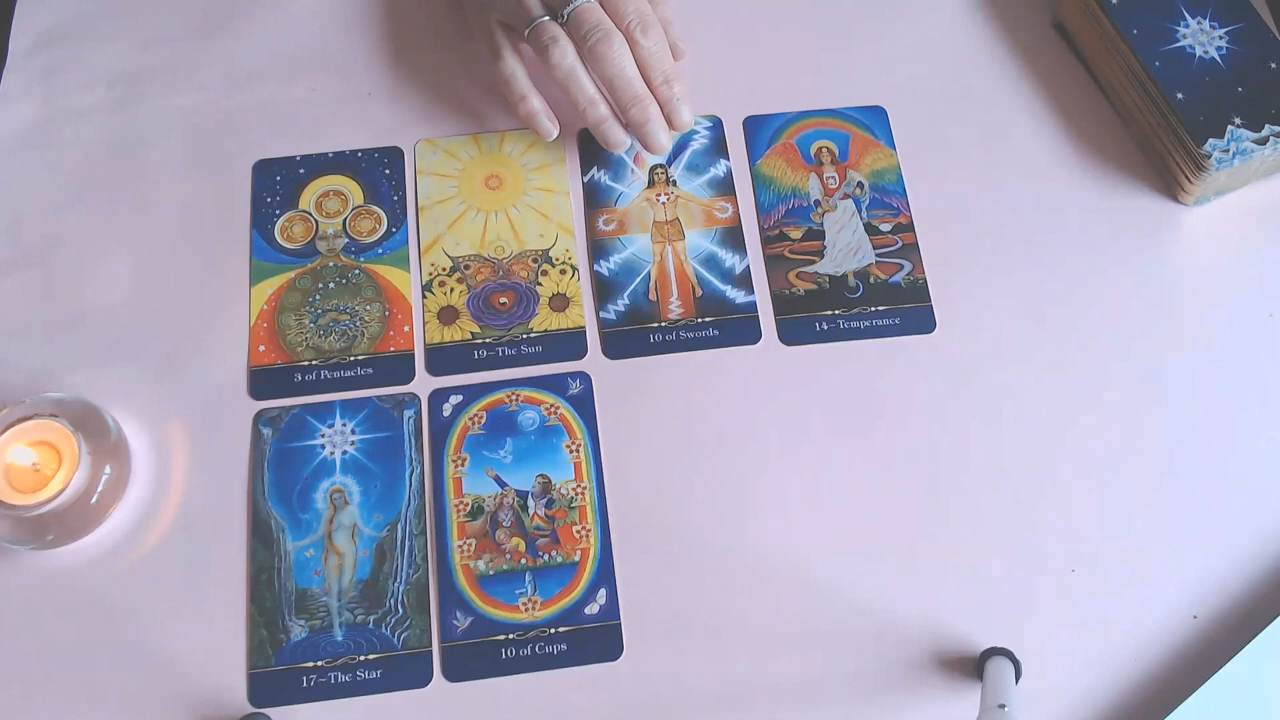 3 of Pentacles
19~The Sun
10 of Swords
14~Temperance
17~The Star
10 of Cups